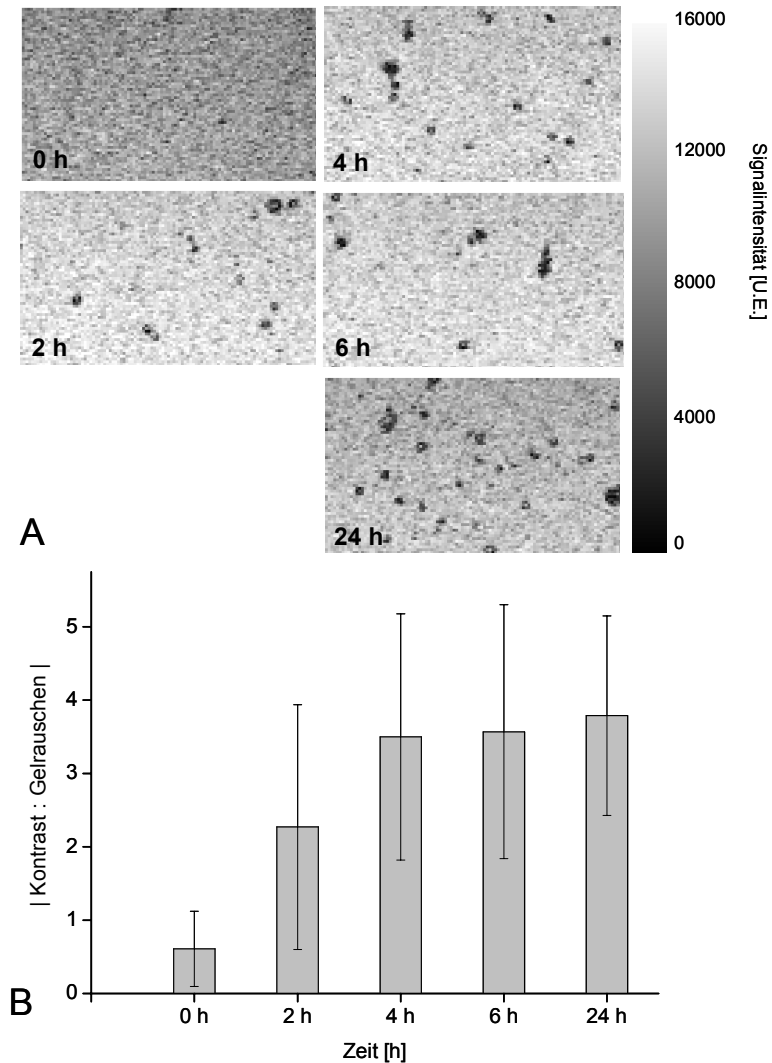 0 h
4 h
2 h
6 h
24 h
16000
12000
8000
4000
0
Signalintensität [U.E.]
A
5
4
3
2
1
0
| Kontrast : Gelrauschen |
B
0 h
2 h
4 h
6 h
24 h
Zeit [h]